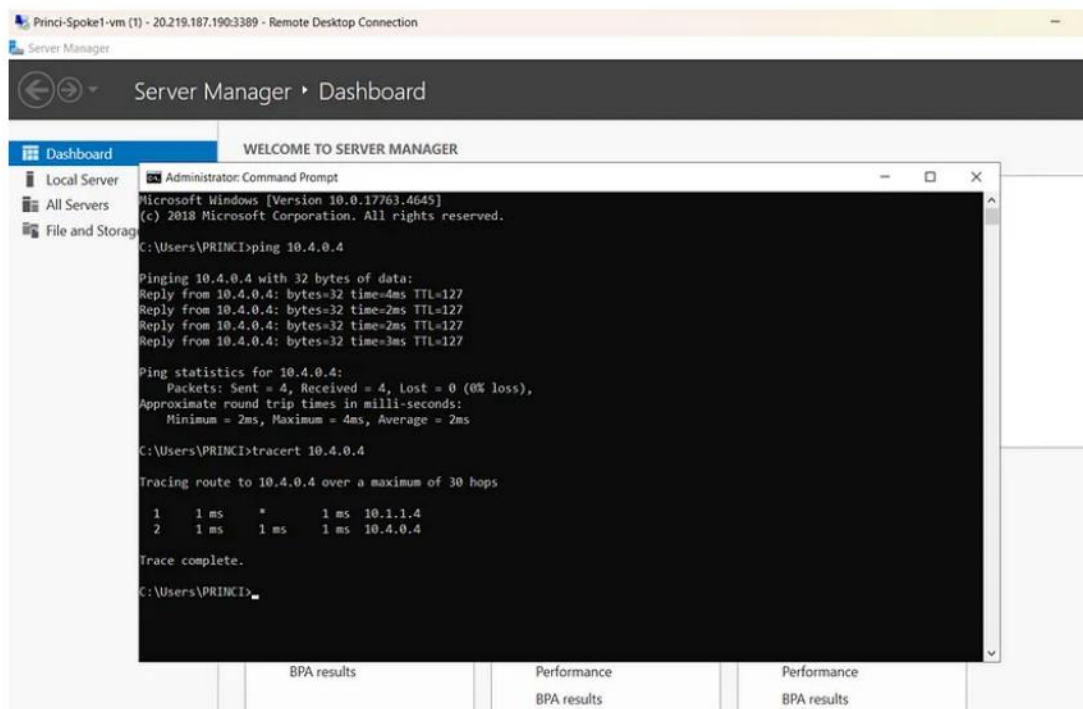 Princi-Spoke1-vm (1) - 20.219.187.190:3389 - Remote Desktop Connection
Server Manager
Server Manager • Dashboard
Dashboard
Local Server
All Servers
File and Storag
WELCOME TO SERVER MANAGER
Administrator: Command Prompt
Microsoft Windows [Version 10.0.17763.4645]
(c) 2018 Microsoft Corporation. All rights reserved.
C:\Users\PRINCI>ping 10.4.0.4
Pinging 10.4.0.4 with 32 bytes of data:
Reply from 10.4.0.4: bytes=32 time=4ms TTL=127
Reply from 10.4.0.4: bytes=32 time=2ms TTL=127
Reply from 10.4.0.4: bytes=32 time=2ms TTL=127
Reply from 10.4.0.4: bytes=32 time=3ms TTL=127
Ping statistics for 10.4.0.4:
Packets: Sent = 4, Received = 4, Lost = 0 (0% loss),
Approximate round trip times in milli-seconds:
Minimum = 2ms, Maximum = 4ms, Average = 2ms
C:\Users\PRINCI>tracert 10.4.0.4
Tracing route to 10.4.0.4 over a maximum of 30 hops
1 1 ms * 1 ms 10.1.1.4
2 1 ms 1 ms 1 ms 10.4.0.4
Trace complete.
C:\Users\PRINCI>
BPA results
Performance
BPA results
Performance
BPA results